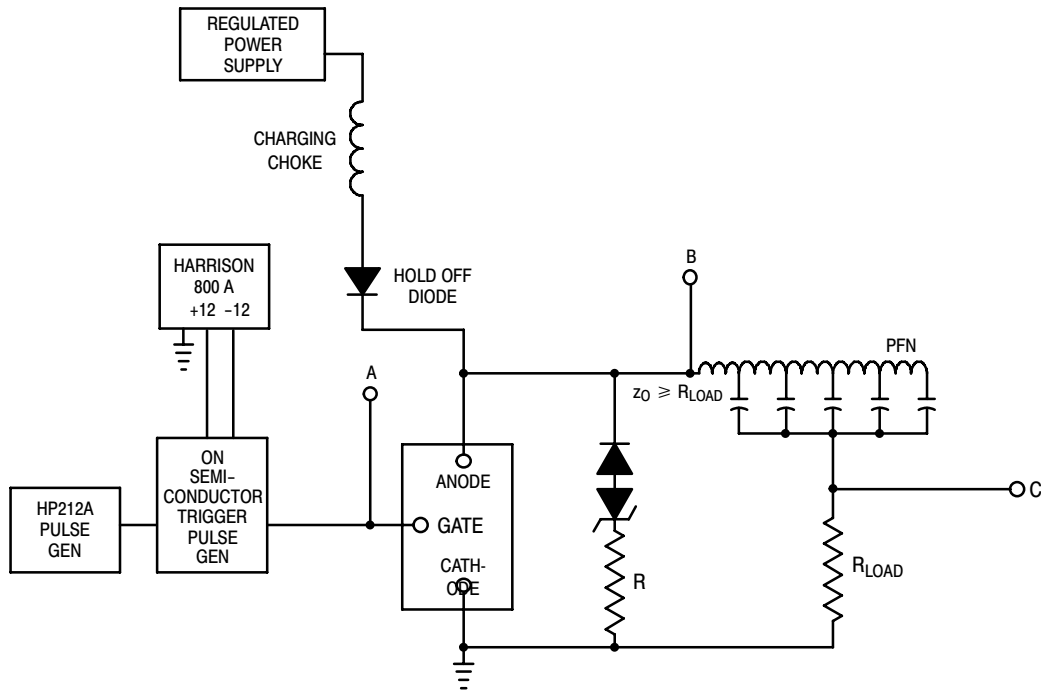 REGULATED
POWER
SUPPLY
CHARGING
CHOKE
HARRISON
800 A
+12 -12
HOLD OFF
DIODE
B
PFN
A
zO ≥ RLOAD
ON
SEMI-
CONDUCTOR
TRIGGER
PULSE
GEN
HP212A
PULSE
GEN
ANODE
GATE
CATH-
ODE
C
R
RLOAD